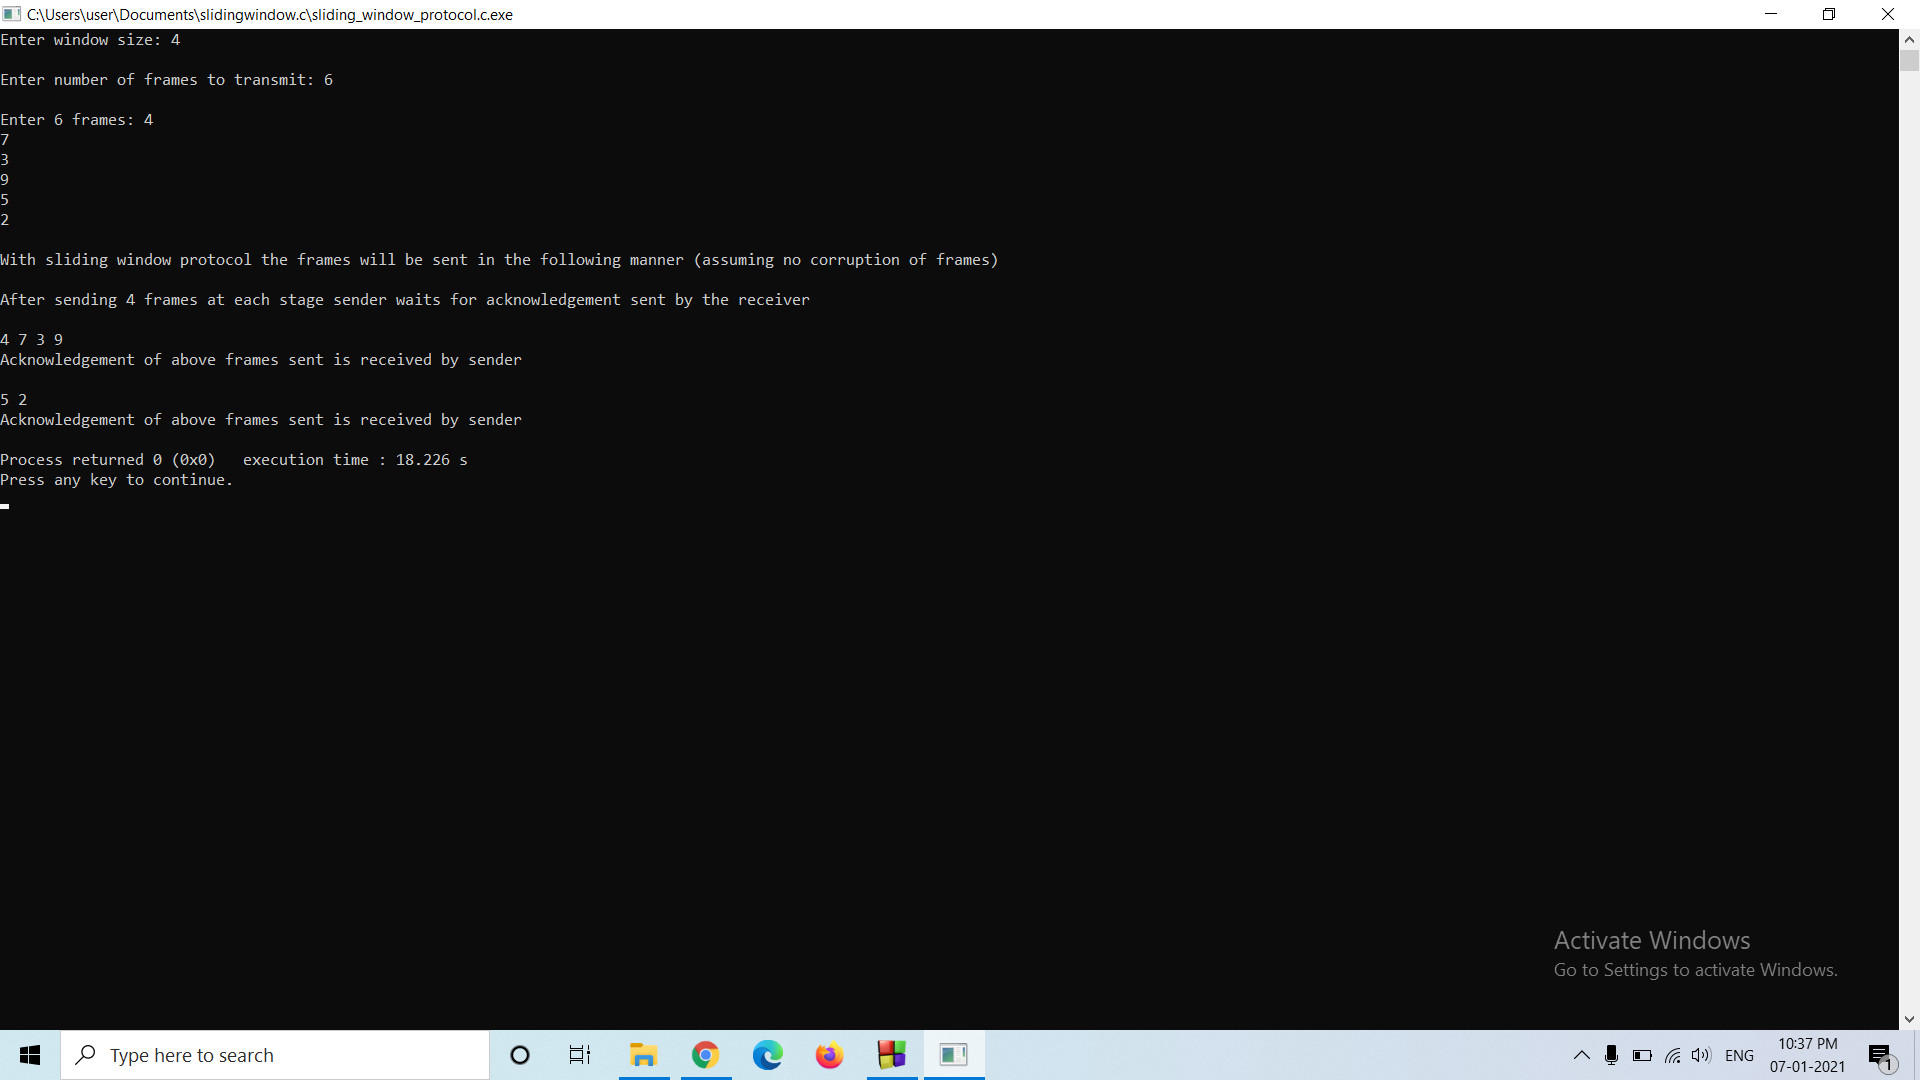 C:\Users\user\Documents\slidingwindow.c\sliding_window_protocol.c.exe
Enter window size: 4
Enter number of frames to transmit: 6
Enter 6 frames: 4
7
3
9
5
2
With sliding window protocol the frames will be sent in the following manner (assuming no corruption of frames)
After sending 4 frames at each stage sender waits for acknowledgement sent by the receiver
4 7 3 9
Acknowledgement of above frames sent is received by sender
5 2
Acknowledgement of above frames sent is received by sender
Process returned 0 (0x0)   execution time : 18.226 s
Press any key to continue.
Activate Windows
Go to Settings to activate Windows.
Type here to search
ENG
10:37 PM
07-01-2021
1